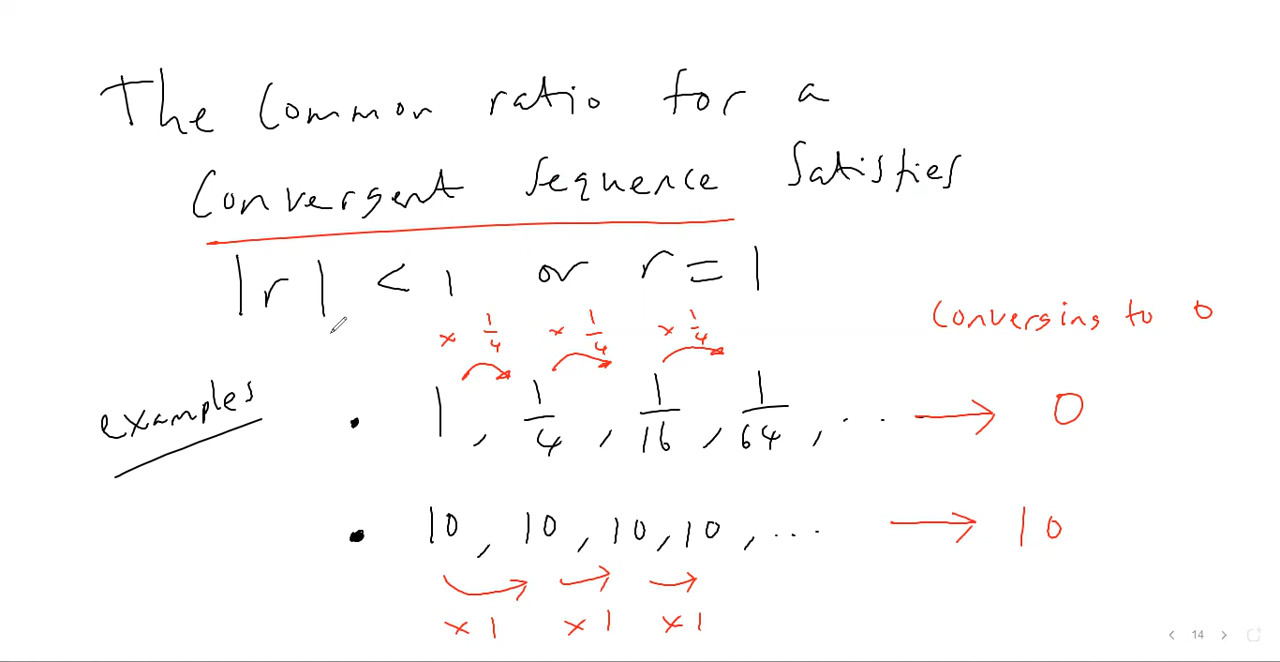 The Common ratio for a
Convergent Sequence Satisfies
|r| < 1 or r = 1
Converging to 0
× 1/4 × 1/4 × 1/4
examples
• 1, 1/4, 1/16, 1/64, ... → 0
• 10, 10, 10, 10, ... → 10
×1 ×1 ×1
14